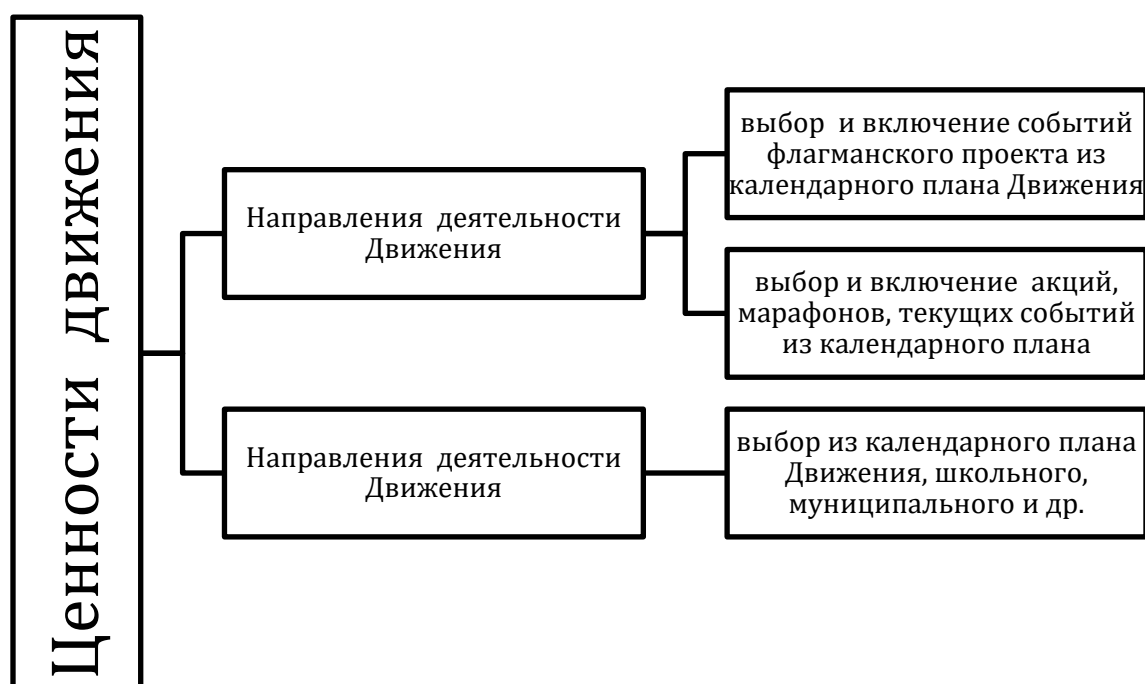 Ценности движения
Направления деятельности
Движения
выбор и включение событий
флагманского проекта из
календарного плана Движения
выбор и включение акций,
марафонов, текущих событий
из календарного плана
Направления деятельности
Движения
выбор из календарного плана
Движения, школьного,
муниципального и др.